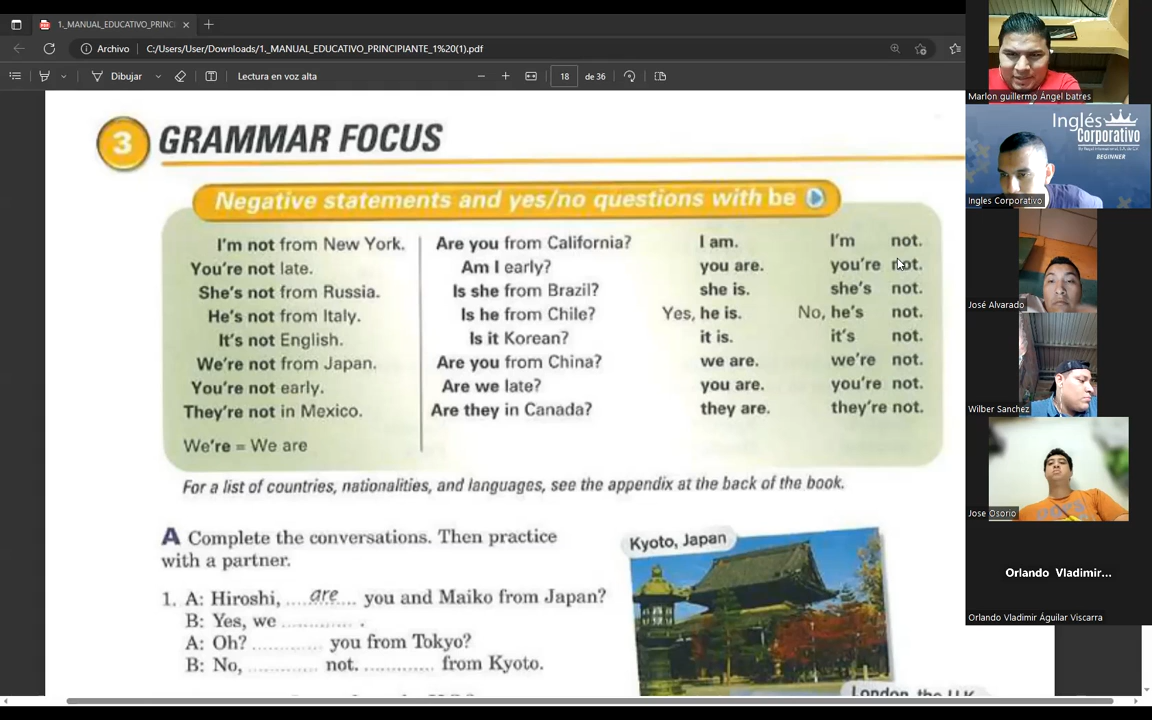 1._MANUAL_EDUCATIVO_PRINCI
Archivo
C:/Users/User/Downloads/1._MANUAL_EDUCATIVO_PRINCIPIANTE_1%20(1).pdf
Dibujar
Lectura en voz alta
18
de 36
3 GRAMMAR FOCUS
Negative statements and yes/no questions with be
I'm not from New York. Are you from California? I am. I'm not.
You're not late. Am I early? you are. you're not.
She's not from Russia. Is she from Brazil? she is. she's not.
He's not from Italy. Is he from Chile? Yes, he is. No, he's not.
It's not English. Is it Korean? it is. it's not.
We're not from Japan. Are you from China? we are. we're not.
You're not early. Are we late? you are. you're not.
They're not in Mexico. Are they in Canada? they are. they're not.
We're = We are
For a list of countries, nationalities, and languages, see the appendix at the back of the book.
A Complete the conversations. Then practice
with a partner.
1. A: Hiroshi, ....are.... you and Maiko from Japan?
B: Yes, we ............. .
A: Oh? ............. you from Tokyo?
B: No, ............. not. ............. from Kyoto.
Kyoto, Japan
London, the U.K.
Marlon guillermo Ángel batres
Inglés
Corporativo
BEGINNER
Ingles Corporativo
José Alvarado
Wilber Sanchez
Jose Osorio
Orlando Vladimir...
Orlando Vladimir Águilar Viscarra